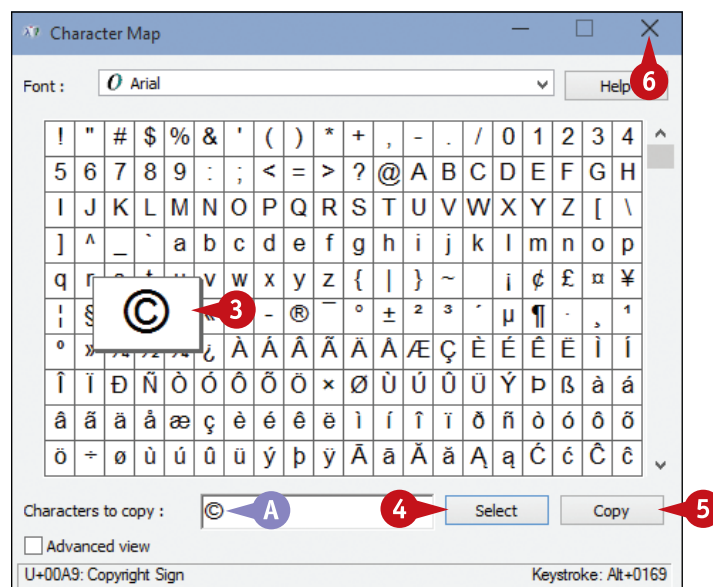 Character Map
Font : O Arial Help 6
! " # $ % & ' ( ) * + , - . / 0 1 2 3 4
5 6 7 8 9 : ; < = > ? @ A B C D E F G H
I J K L M N O P Q R S T U V W X Y Z [ \
] ^ _ ` a b c d e f g h i j k l m n o p
q r v w x y z { | } ~ ¡ ¢ £ ¤ ¥
¦ § © 3 - ® ¯ ° ± ² ³ ´ µ ¶ · ¸ ¹
º » ¿ À Á Â Ã Ä Å Æ Ç È É Ê Ë Ì Í
Î Ï Ð Ñ Ò Ó Ô Õ Ö × Ø Ù Ú Û Ü Ý Þ ß à á
â ã ä å æ ç è é ê ë ì í î ï ð ñ ò ó ô õ
ö ÷ ø ù ú û ü ý þ ÿ Ā ā Ă ă Ą ą Ć ć Ĉ ĉ
Characters to copy : © A 4 Select Copy 5
Advanced view
U+00A9: Copyright Sign Keystroke: Alt+0169